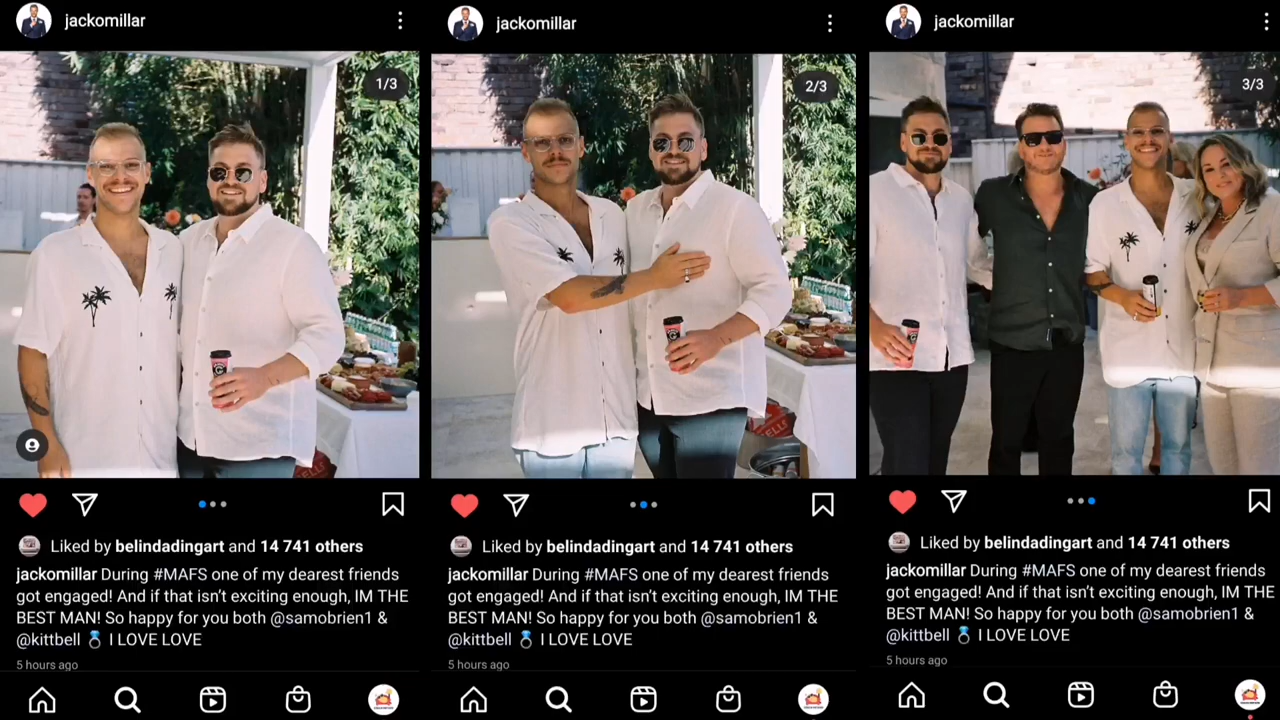 jackomillar
1/3
Liked by belindadingart and 14 741 others
jackomillar During #MAFS one of my dearest friends
got engaged! And if that isn't exciting enough, IM THE
BEST MAN! So happy for you both @samobrien1 &
@kittbell 💍 I LOVE LOVE
5 hours ago
jackomillar
2/3
Liked by belindadingart and 14 741 others
jackomillar During #MAFS one of my dearest friends
got engaged! And if that isn't exciting enough, IM THE
BEST MAN! So happy for you both @samobrien1 &
@kittbell 💍 I LOVE LOVE
5 hours ago
jackomillar
3/3
Liked by belindadingart and 14 741 others
jackomillar During #MAFS one of my dearest friends
got engaged! And if that isn't exciting enough, IM THE
BEST MAN! So happy for you both @samobrien1 &
@kittbell 💍 I LOVE LOVE
5 hours ago